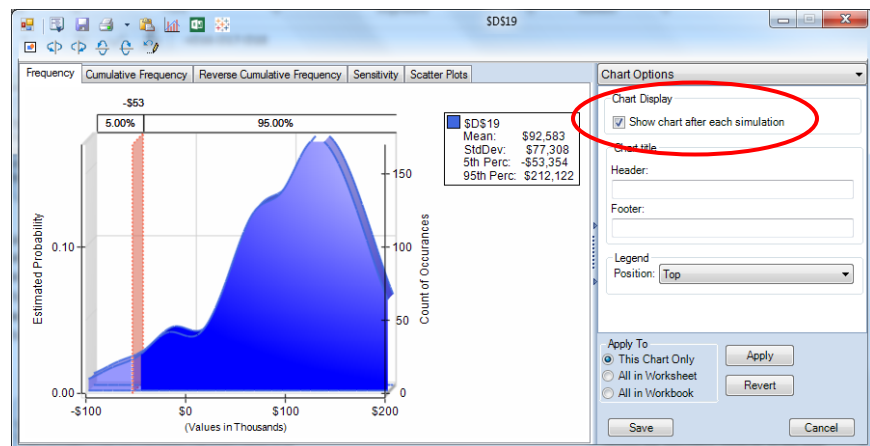 $D$19
Frequency Cumulative Frequency Reverse Cumulative Frequency Sensitivity Scatter Plots
-$53
5.00% 95.00%
$D$19
Mean: $92,583
StdDev: $77,308
5th Perc: -$53,354
95th Perc: $212,122
Estimated Probability
0.10
0.00
150
100
50
0
Count of Occurances
-$100 $0 $100 $200
(Values in Thousands)
Chart Options
Chart Display
Show chart after each simulation
Chart title
Header:
Footer:
Legend
Position: Top
Apply To
This Chart Only
All in Worksheet
All in Workbook
Apply
Revert
Save Cancel